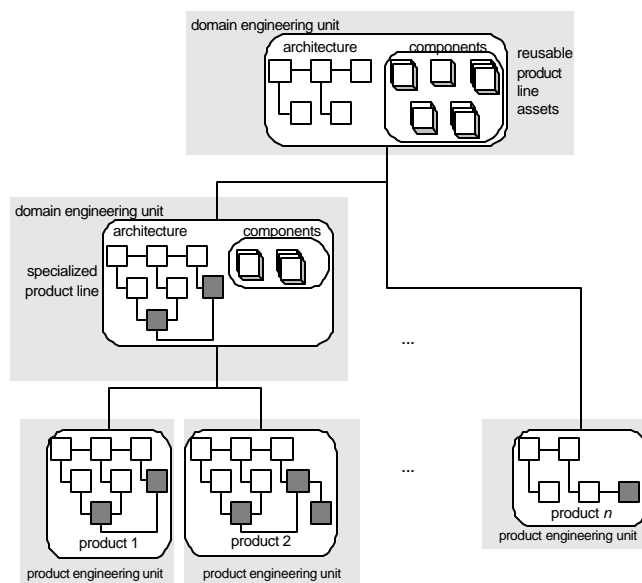 domain engineering unit
architecture
components
reusable
product
line
assets
domain engineering unit
architecture
components
specialized
product line
...
...
product 1
product 2
product n
product engineering unit
product engineering unit
product engineering unit